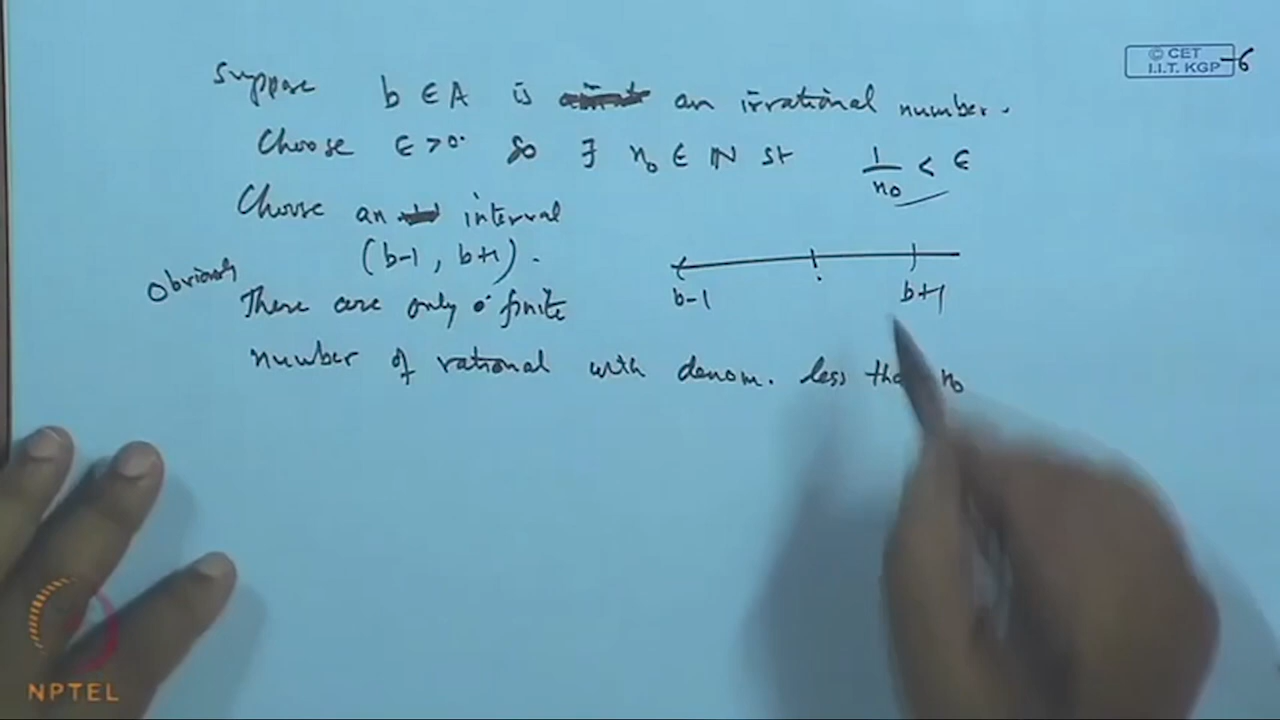 © CET
I.I.T. KGP
-6
Suppose b ∈ A is an irrational number.
Choose ε > 0. So ∃ n₀ ∈ ℕ st 1/n₀ < ε
Choose an interval
(b-1, b+1).
b-1 b+1
Obviously There are only a finite
number of rational with denom. less than n₀
NPTEL